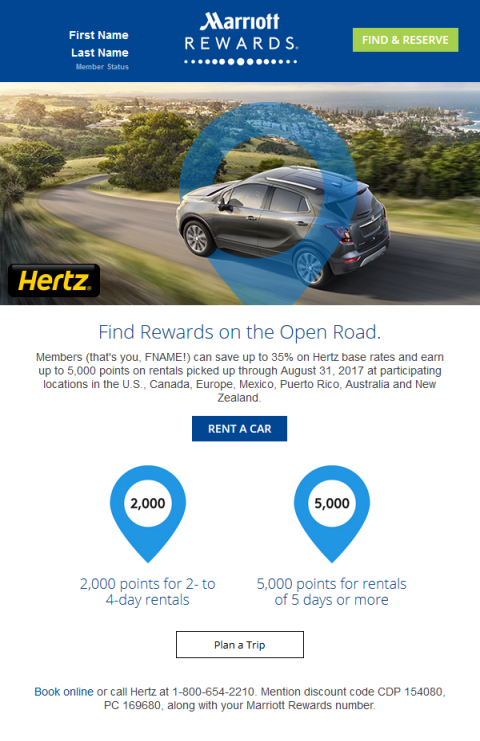 First Name
Last Name
Member Status
Marriott
REWARDS®
FIND & RESERVE
Hertz®
Find Rewards on the Open Road.
Members (that's you, FNAME!) can save up to 35% on Hertz base rates and earn
up to 5,000 points on rentals picked up through August 31, 2017 at participating
locations in the U.S., Canada, Europe, Mexico, Puerto Rico, Australia and New
Zealand.
RENT A CAR
2,000
5,000
2,000 points for 2- to
4-day rentals
5,000 points for rentals
of 5 days or more
Plan a Trip
Book online or call Hertz at 1-800-654-2210. Mention discount code CDP 154080,
PC 169680, along with your Marriott Rewards number.